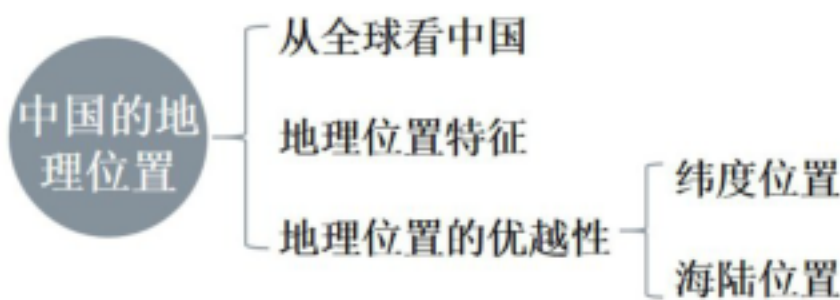 中国的地
理位置
从全球看中国
地理位置特征
地理位置的优越性
纬度位置
海陆位置